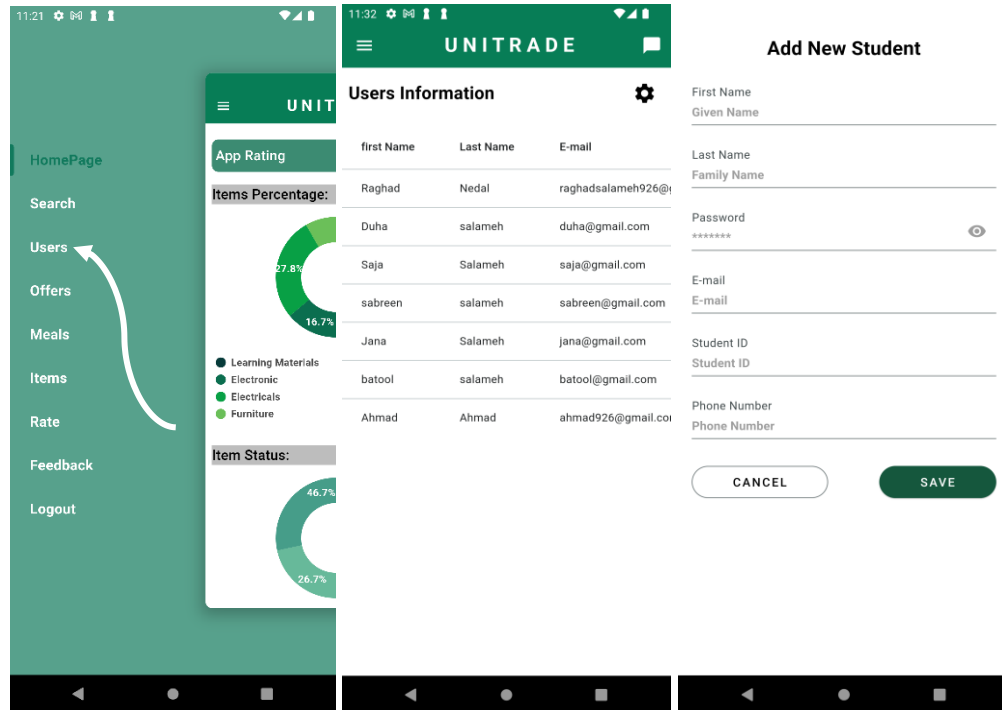 11:21
HomePage
Search
Users
Offers
Meals
Items
Rate
Feedback
Logout
UNIT
App Rating
Items Percentage:
27.8%
16.7%
Learning Materials
Electronic
Electricals
Furniture
Item Status:
46.7%
26.7%
11:32
UNITRADE
Users Information
first Name Last Name E-mail
Raghad Nedal raghadsalameh926@g
Duha salameh duha@gmail.com
Saja Salameh saja@gmail.com
sabreen salameh sabreen@gmail.com
Jana Salameh jana@gmail.com
batool salameh batool@gmail.com
Ahmad Ahmad ahmad926@gmail.com
Add New Student
First Name
Given Name
Last Name
Family Name
Password
*******
E-mail
E-mail
Student ID
Student ID
Phone Number
Phone Number
CANCEL SAVE